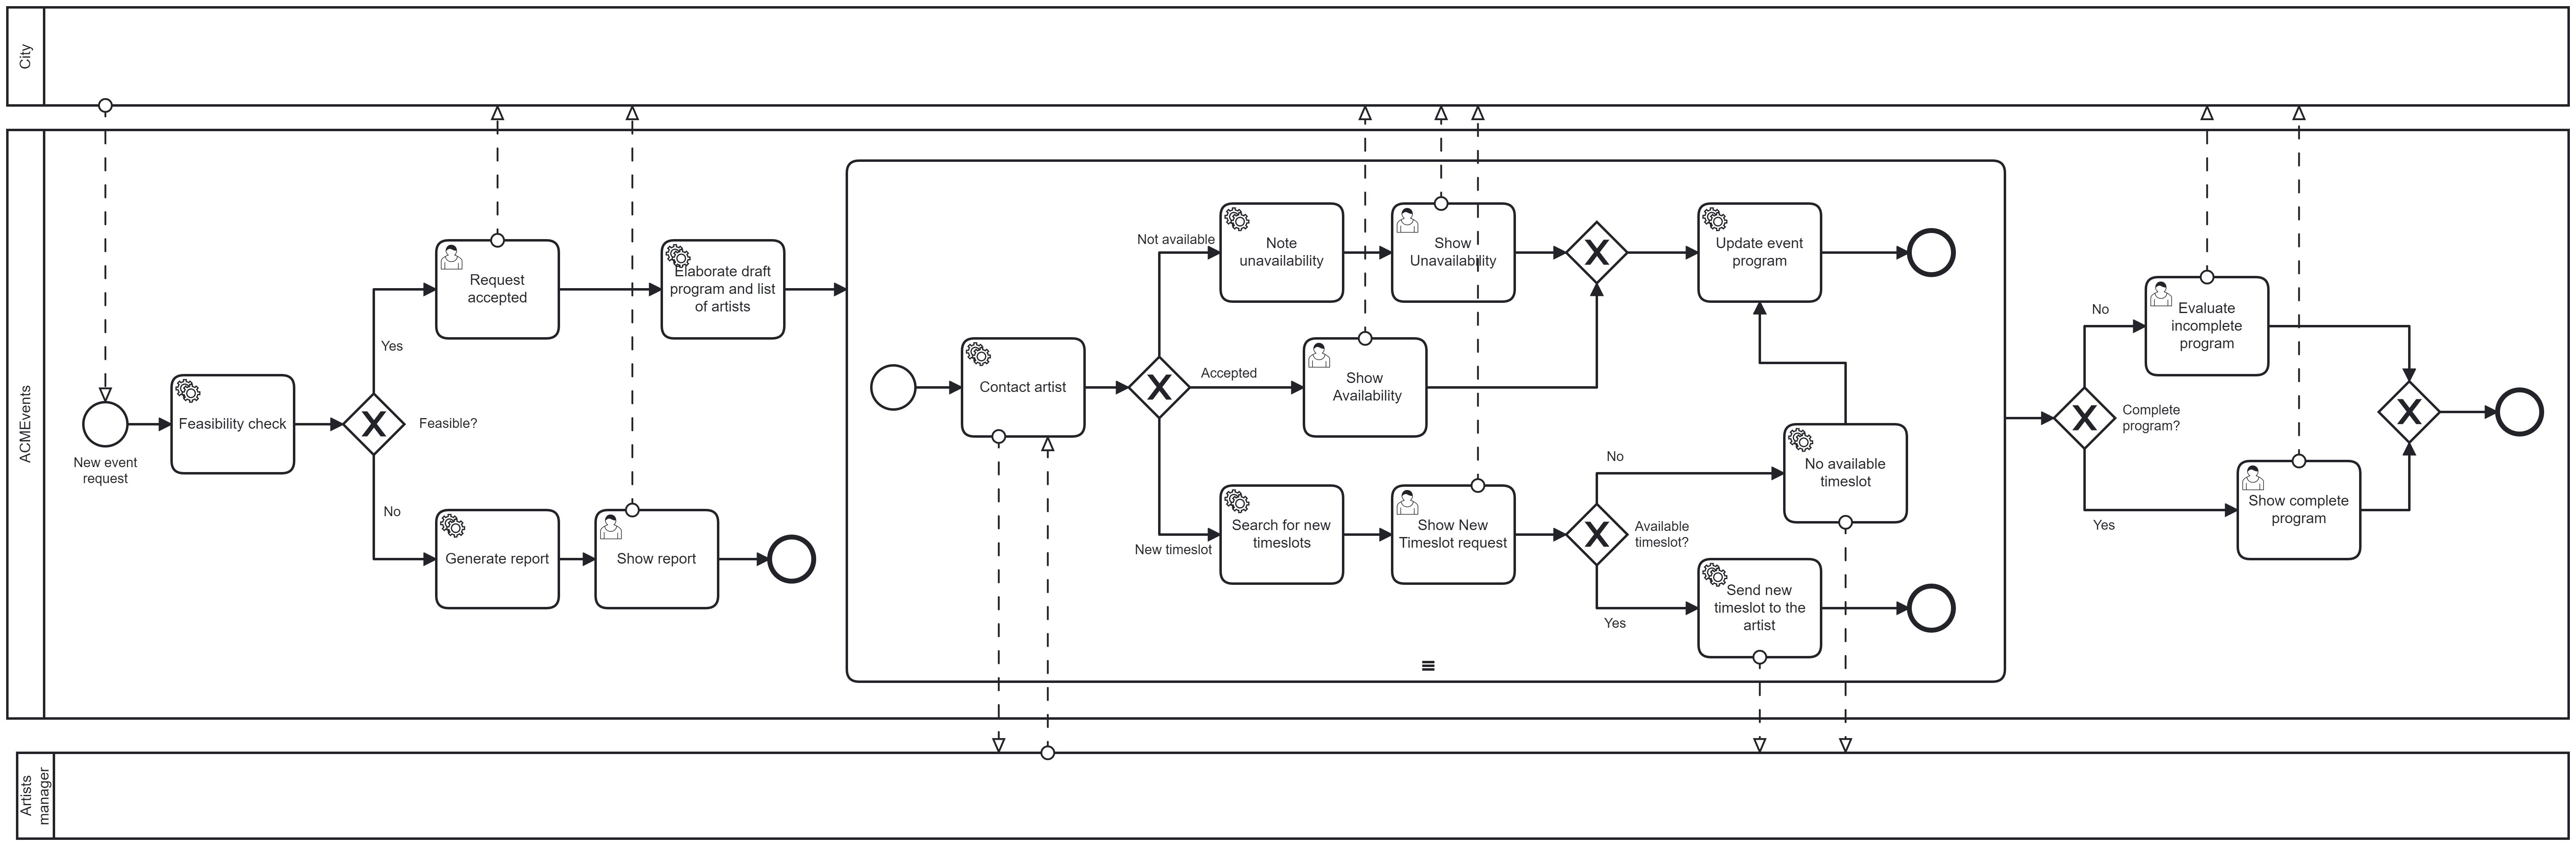 City
ACMEvents
New event
request
Feasibility check
Feasible?
Yes
No
Request
accepted
Generate report
Show report
Elaborate draft
program and list
of artists
Contact artist
Not available
Accepted
New timeslot
Note
unavailability
Show
Unavailability
Show
Availability
Search for new
timeslots
Show New
Timeslot request
Update event
program
Available
timeslot?
No
Yes
No available
timeslot
Send new
timeslot to the
artist
Complete
program?
No
Yes
Evaluate
incomplete
program
Show complete
program
Artists
manager